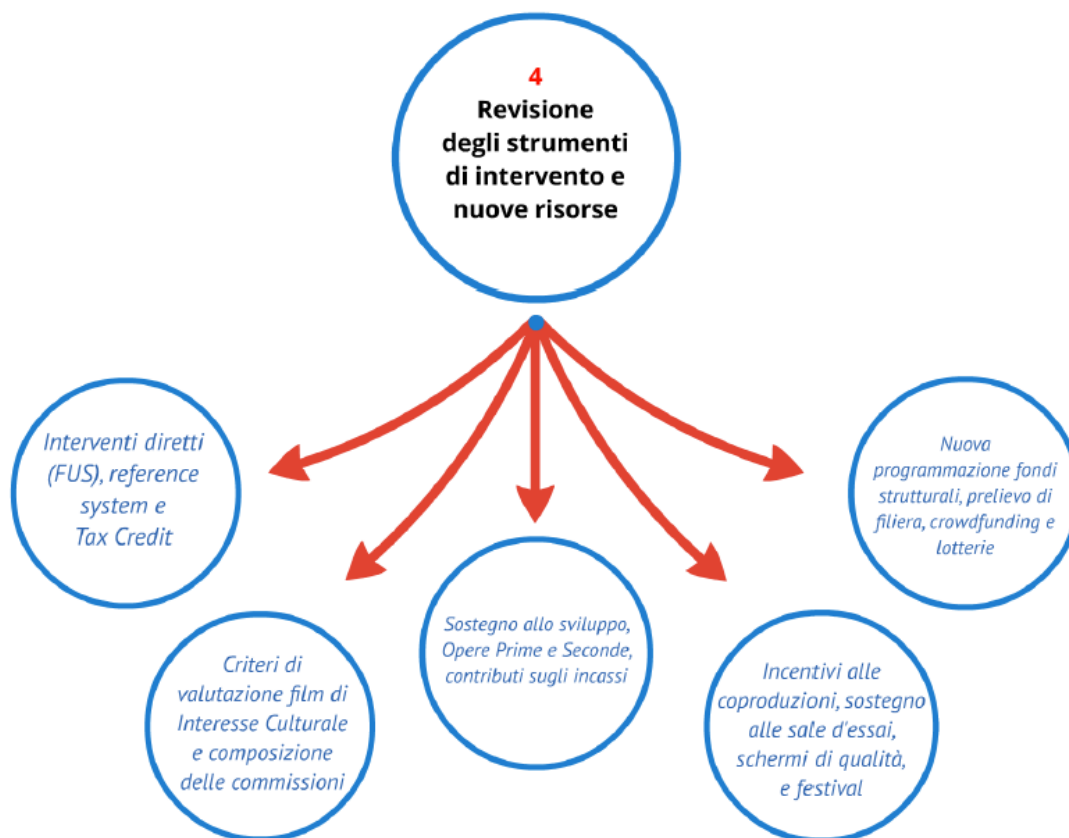 4
Revisione
degli strumenti
di intervento e
nuove risorse
Interventi diretti
(FUS), reference
system e
Tax Credit
Criteri di
valutazione film di
Interesse Culturale
e composizione
delle commissioni
Sostegno allo sviluppo,
Opere Prime e Seconde,
contributi sugli incassi
Incentivi alle
coproduzioni, sostegno
alle sale d'essai,
schermi di qualità,
e festival
Nuova
programmazione fondi
strutturali, prelievo di
filiera, crowdfunding e
lotterie